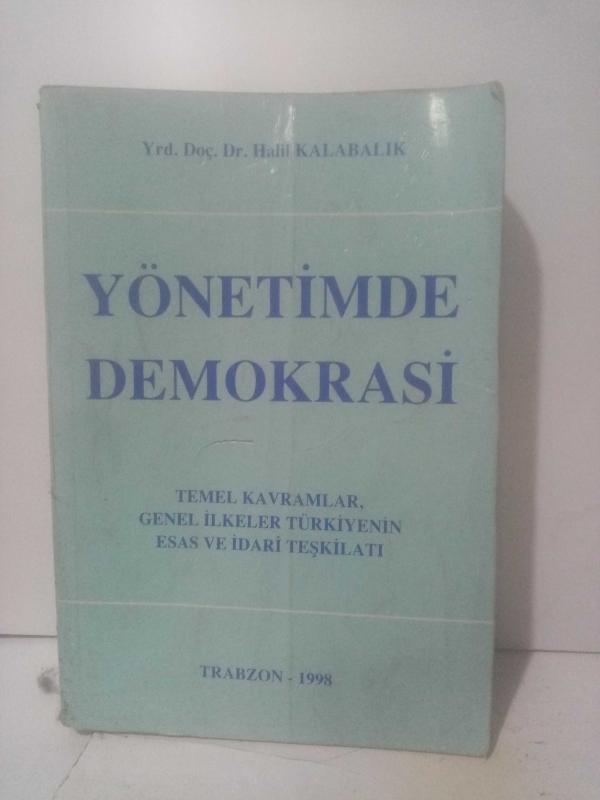 Yrd. Doç. Dr. Halil KALABALIK
YÖNETİMDE
DEMOKRASİ
TEMEL KAVRAMLAR,
GENEL İLKELER TÜRKİYENİN
ESAS VE İDARİ TEŞKİLATI
TRABZON - 1998